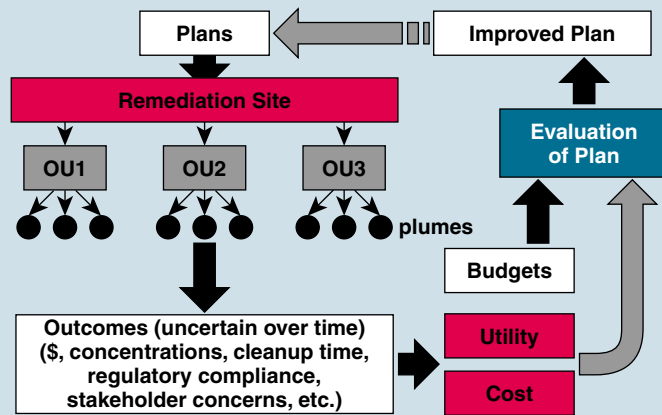 Plans
Improved Plan
Remediation Site
Evaluation
of Plan
OU1
OU2
OU3
plumes
Budgets
Outcomes (uncertain over time)
($, concentrations, cleanup time,
regulatory compliance,
stakeholder concerns, etc.)
Utility
Cost